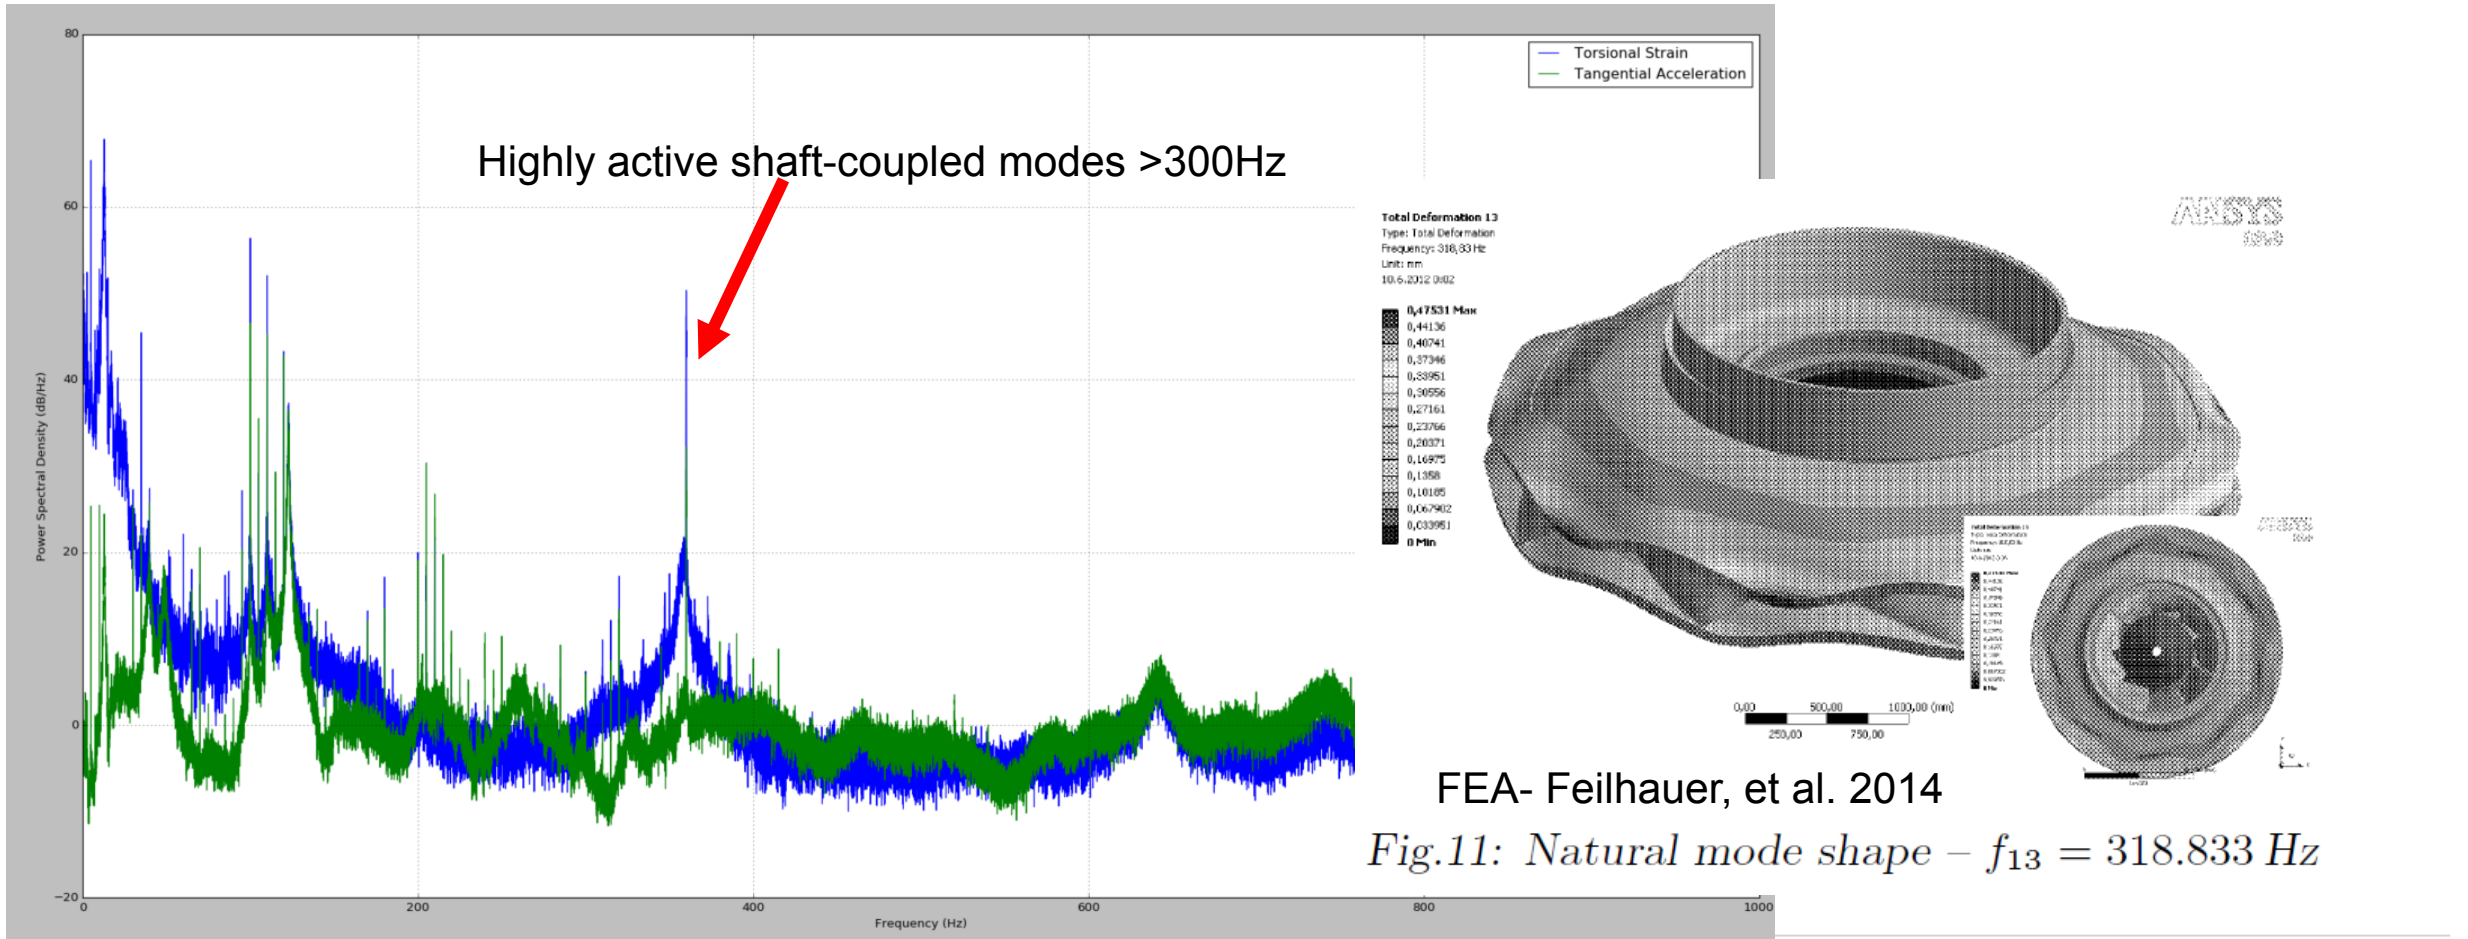 80
60
40
20
0
−20
0
200
400
600
800
1000
Power Spectral Density (dB/Hz)
Frequency (Hz)
Torsional Strain
Tangential Acceleration
Highly active shaft-coupled modes >300Hz
Total Deformation 13
Type: Total Deformation
Frequency: 318,83 Hz
Unit: mm
10.6.2012 0:02
0,47531 Max
0,44136
0,40741
0,37346
0,33951
0,30556
0,27161
0,23766
0,20371
0,16975
0,1358
0,10185
0,067902
0,033951
0 Min
ANSYS
0,00
500,00
1000,00 (mm)
250,00
750,00
FEA- Feilhauer, et al. 2014
Fig.11: Natural mode shape – f13 = 318.833 Hz